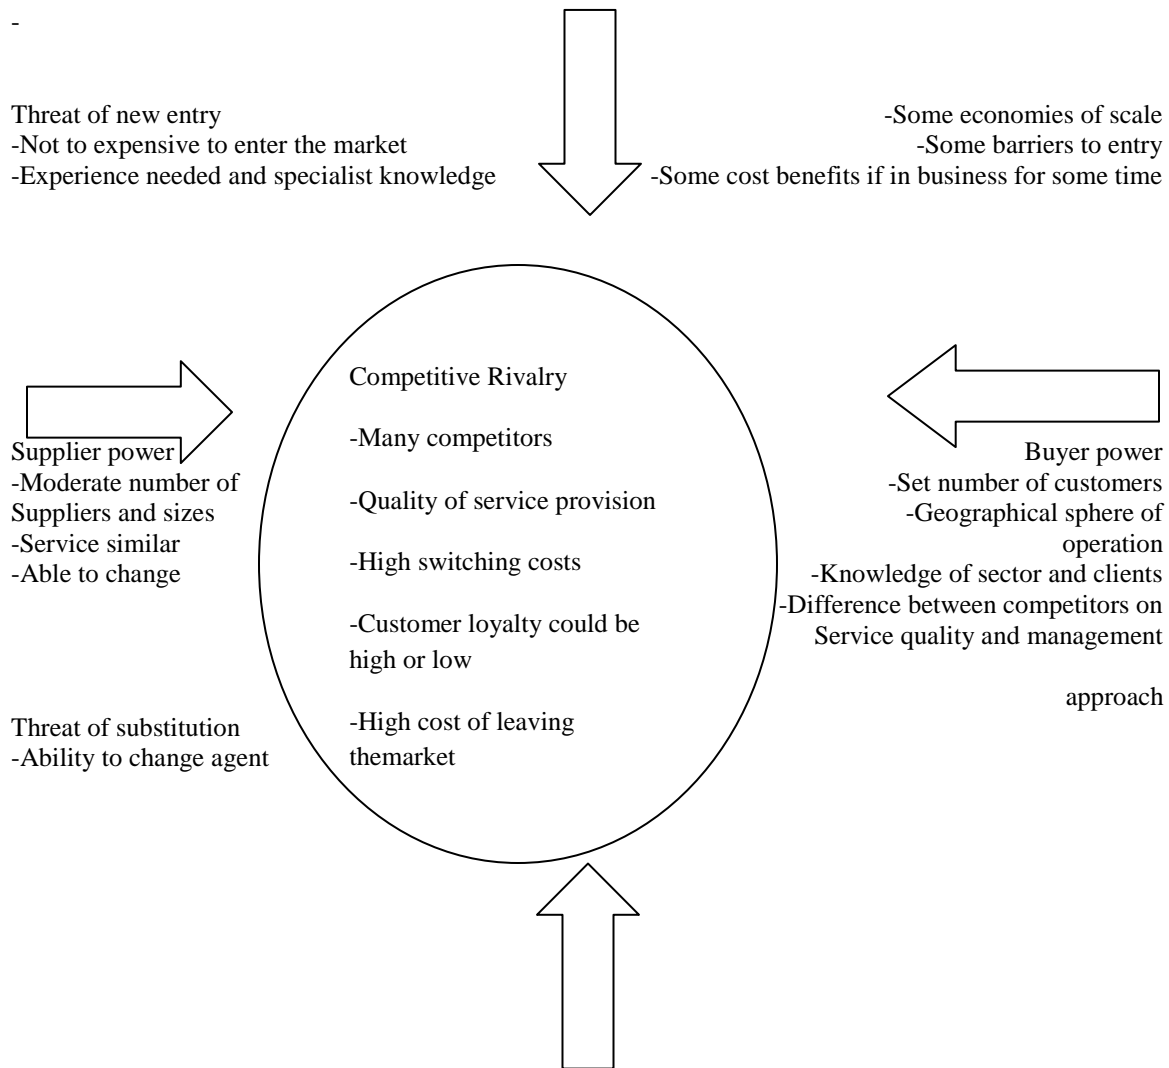 -
Threat of new entry
-Not to expensive to enter the market
-Experience needed and specialist knowledge
-Some economies of scale
-Some barriers to entry
-Some cost benefits if in business for some time
Competitive Rivalry
-Many competitors
-Quality of service provision
-High switching costs
-Customer loyalty could be
high or low
-High cost of leaving
themarket
Supplier power
-Moderate number of
Suppliers and sizes
-Service similar
-Able to change
Buyer power
-Set number of customers
-Geographical sphere of
operation
-Knowledge of sector and clients
-Difference between competitors on
Service quality and management
approach
Threat of substitution
-Ability to change agent